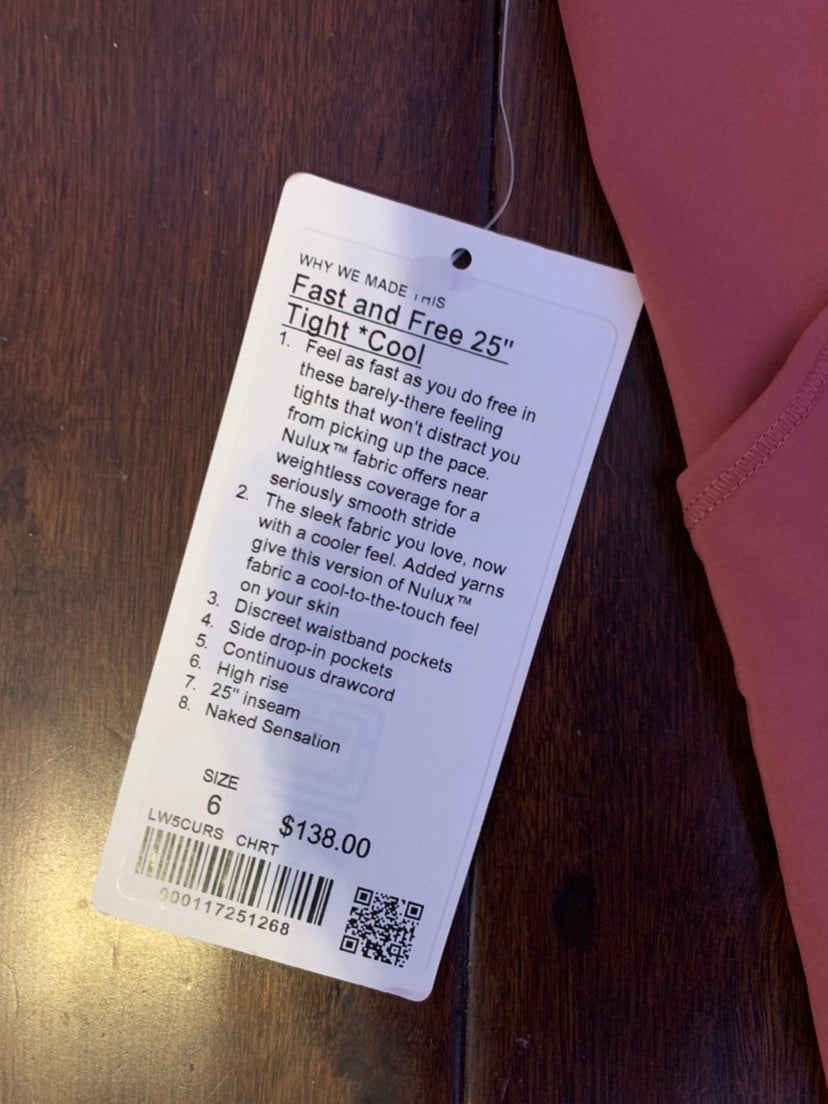 WHY WE MADE THIS
Fast and Free 25"
Tight *Cool
1. Feel as fast as you do free in
these barely-there feeling
tights that won't distract you
from picking up the pace.
Nulux™ fabric offers near
weightless coverage for a
seriously smooth stride
2. The sleek fabric you love, now
with a cooler feel. Added yarns
give this version of Nulux™
fabric a cool-to-the-touch feel
on your skin
3. Discreet waistband pockets
4. Side drop-in pockets
5. Continuous drawcord
6. High rise
7. 25" inseam
8. Naked Sensation
SIZE
6
$138.00
LW5CURS CHRT
000117251268